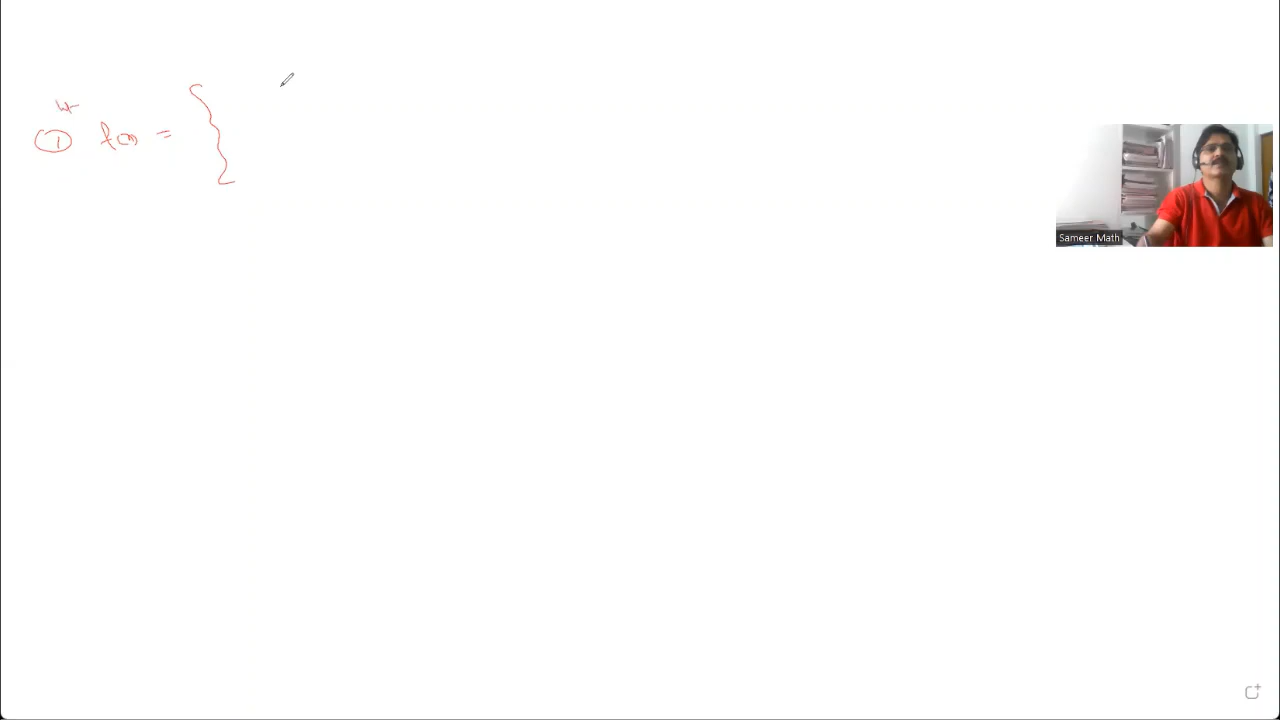 ① f(x) = {
Sameer Math